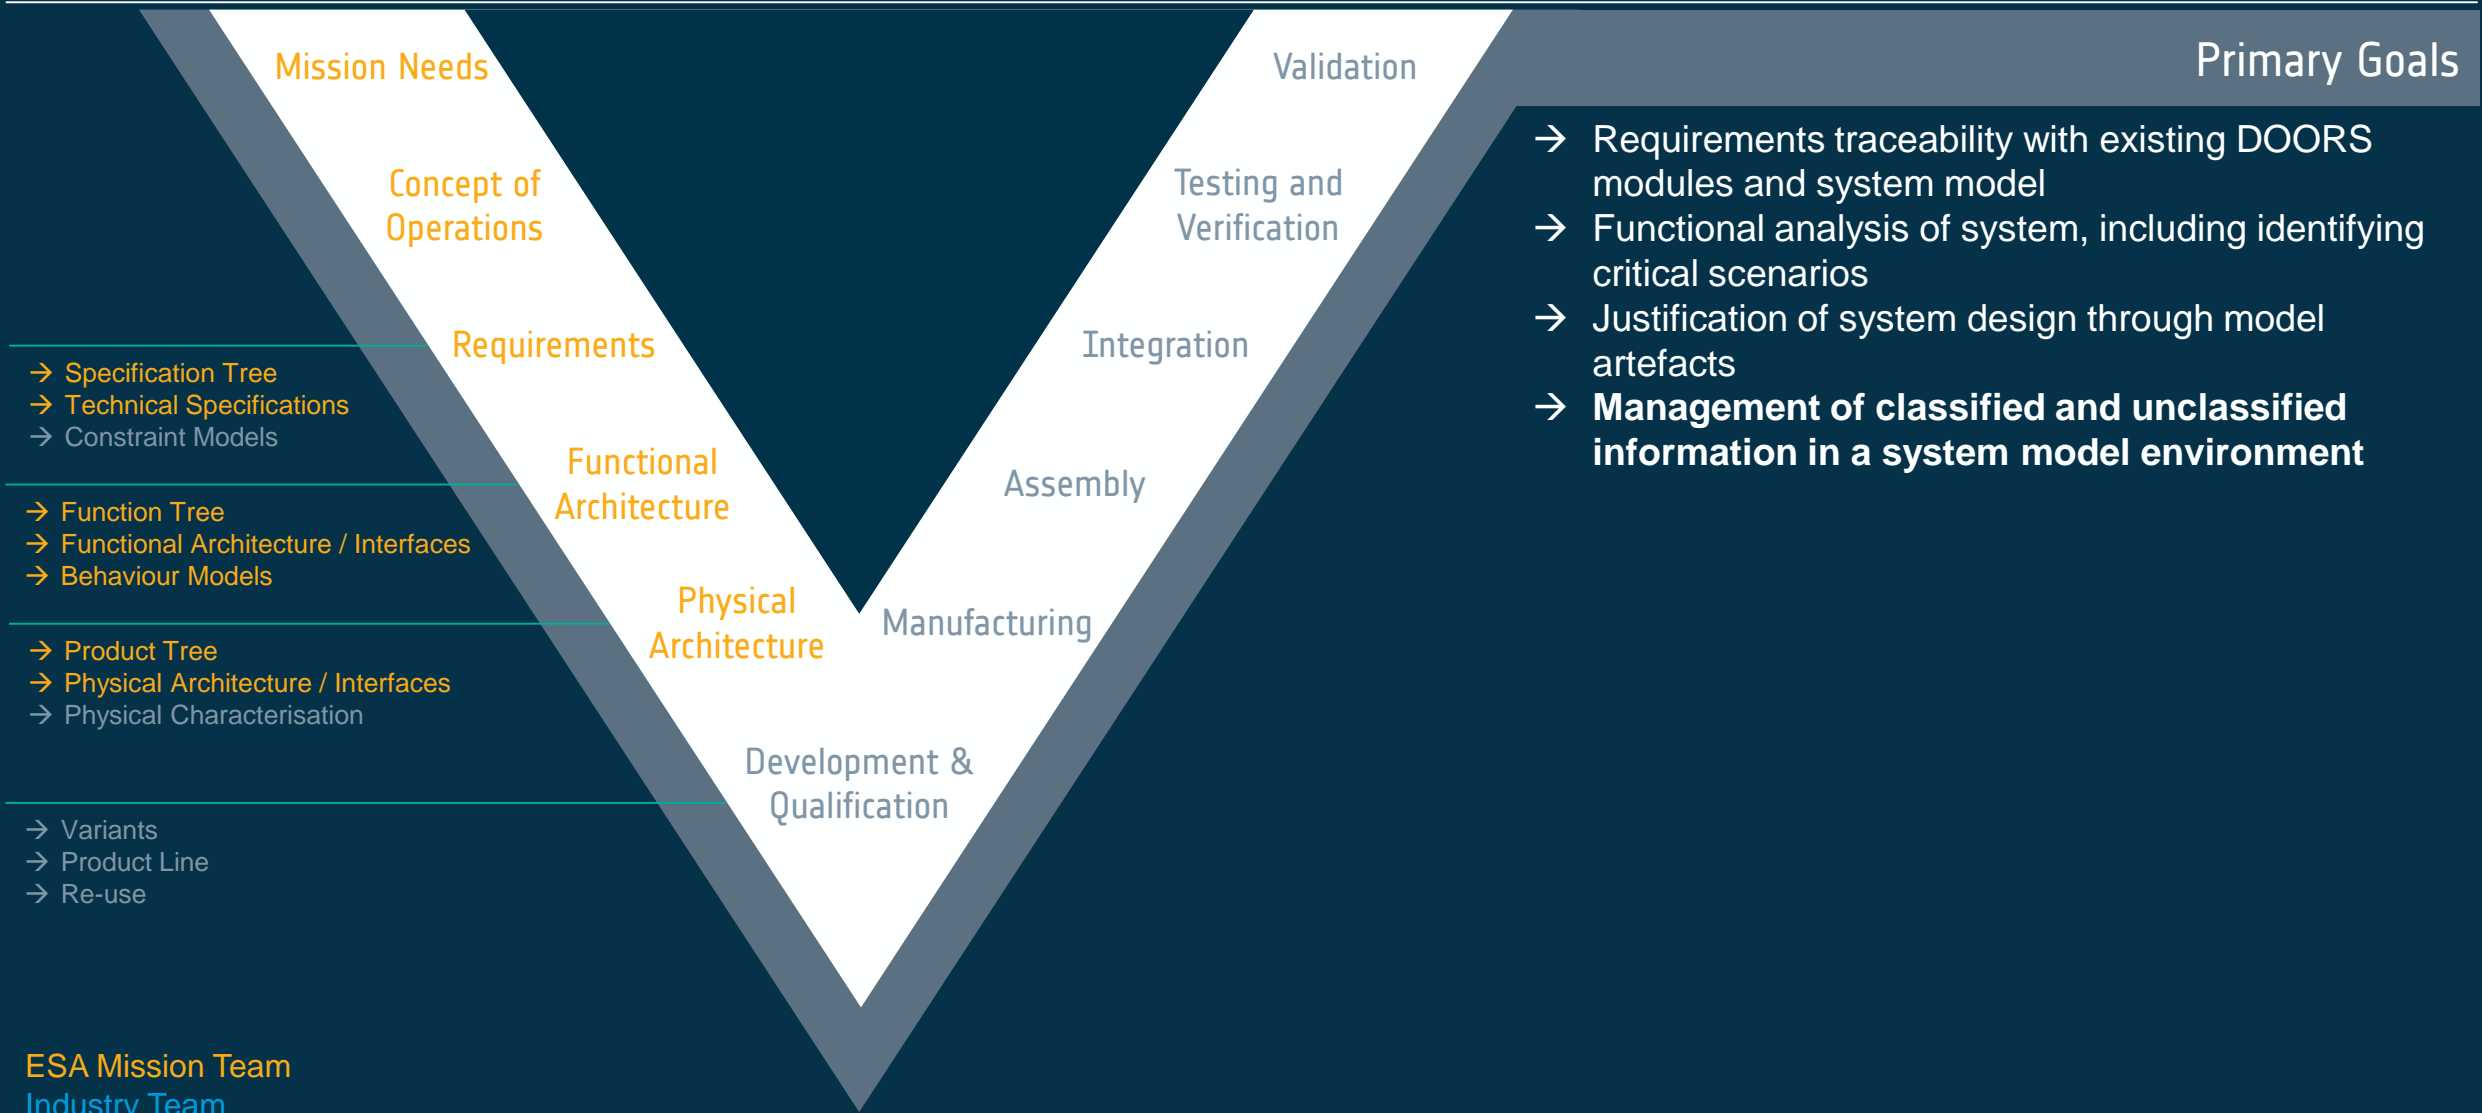 Primary Goals
Mission Needs
Concept of
Operations
Requirements
Functional
Architecture
Physical
Architecture
Development &
Qualification
Manufacturing
Assembly
Integration
Testing and
Verification
Validation
→ Specification Tree
→ Technical Specifications
→ Constraint Models
→ Function Tree
→ Functional Architecture / Interfaces
→ Behaviour Models
→ Product Tree
→ Physical Architecture / Interfaces
→ Physical Characterisation
→ Variants
→ Product Line
→ Re-use
→ Requirements traceability with existing DOORS
modules and system model
→ Functional analysis of system, including identifying
critical scenarios
→ Justification of system design through model
artefacts
→ Management of classified and unclassified
information in a system model environment
ESA Mission Team
Industry Team